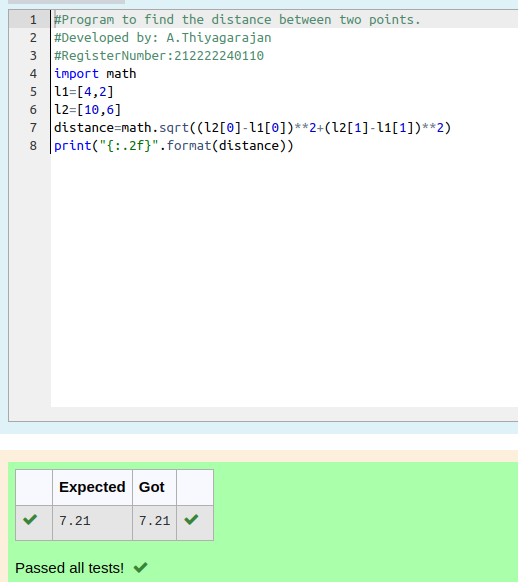 1 #Program to find the distance between two points.
2 #Developed by: A.Thiyagarajan
3 #RegisterNumber:212222240110
4 import math
5 l1=[4,2]
6 l2=[10,6]
7 distance=math.sqrt((l2[0]-l1[0])**2+(l2[1]-l1[1])**2)
8 print("{:.2f}".format(distance))
Expected Got
7.21 7.21
Passed all tests!